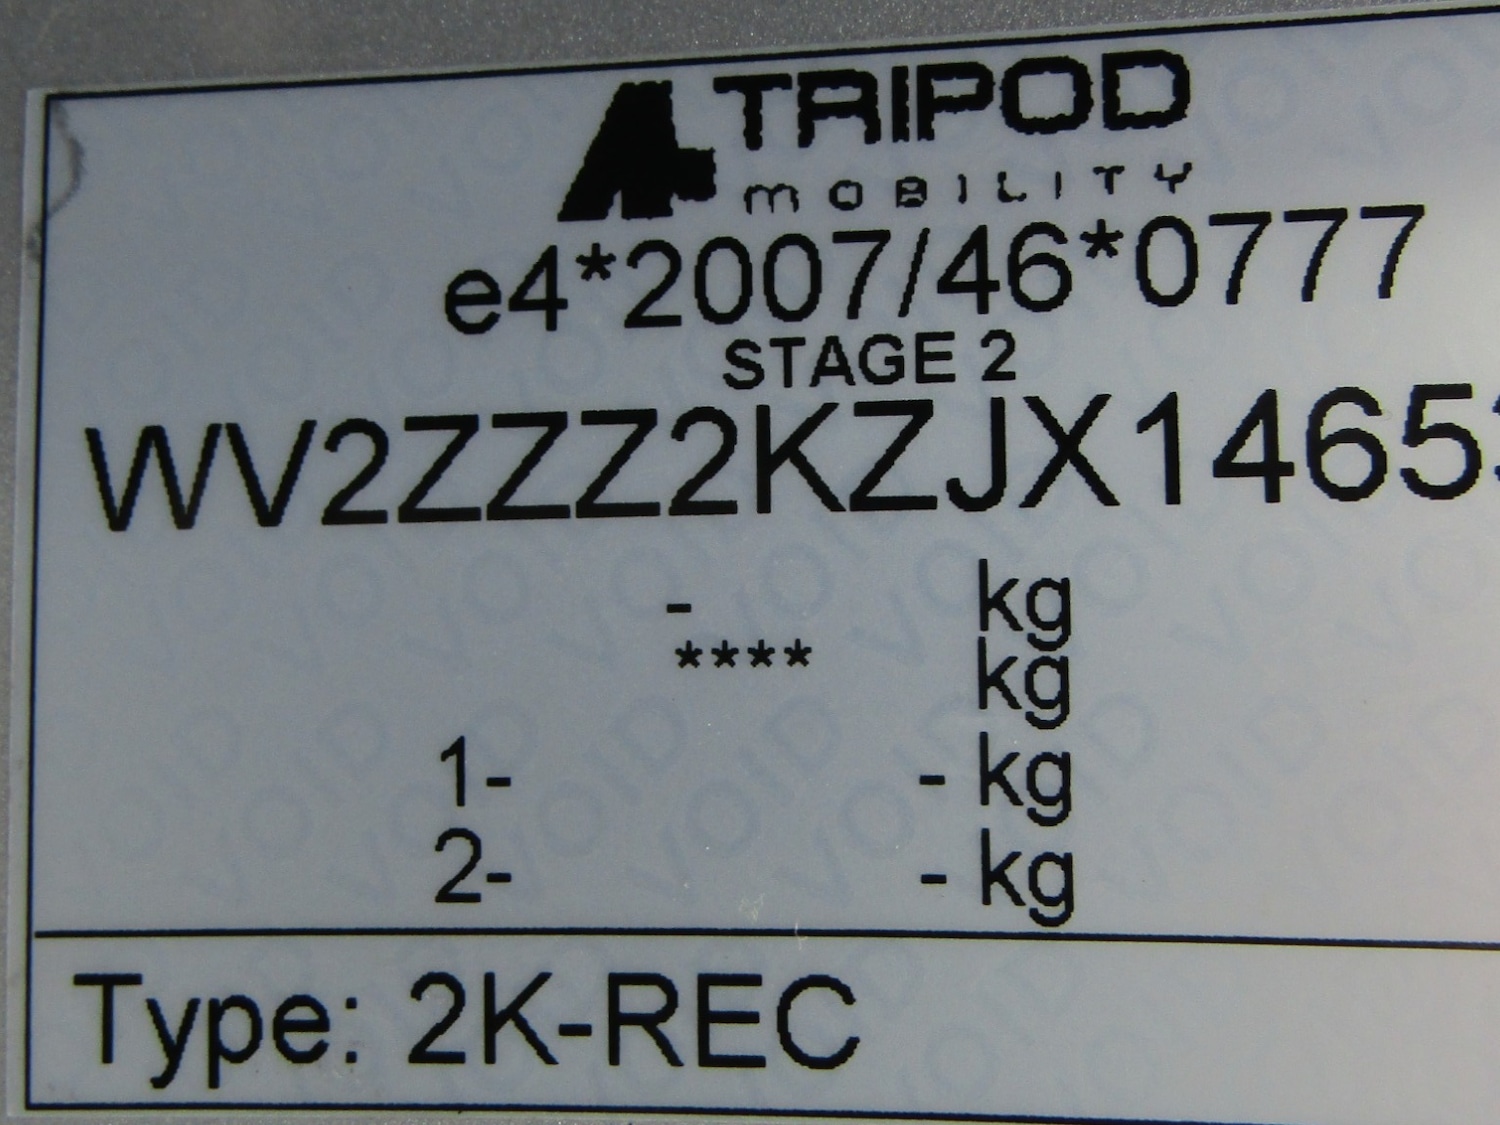 TRIPOD
MOBILITY
e4*2007/46*0777
STAGE 2
WV2ZZZ2KZJX1465
- kg
**** kg
1- - kg
2- - kg
Type: 2K-REC